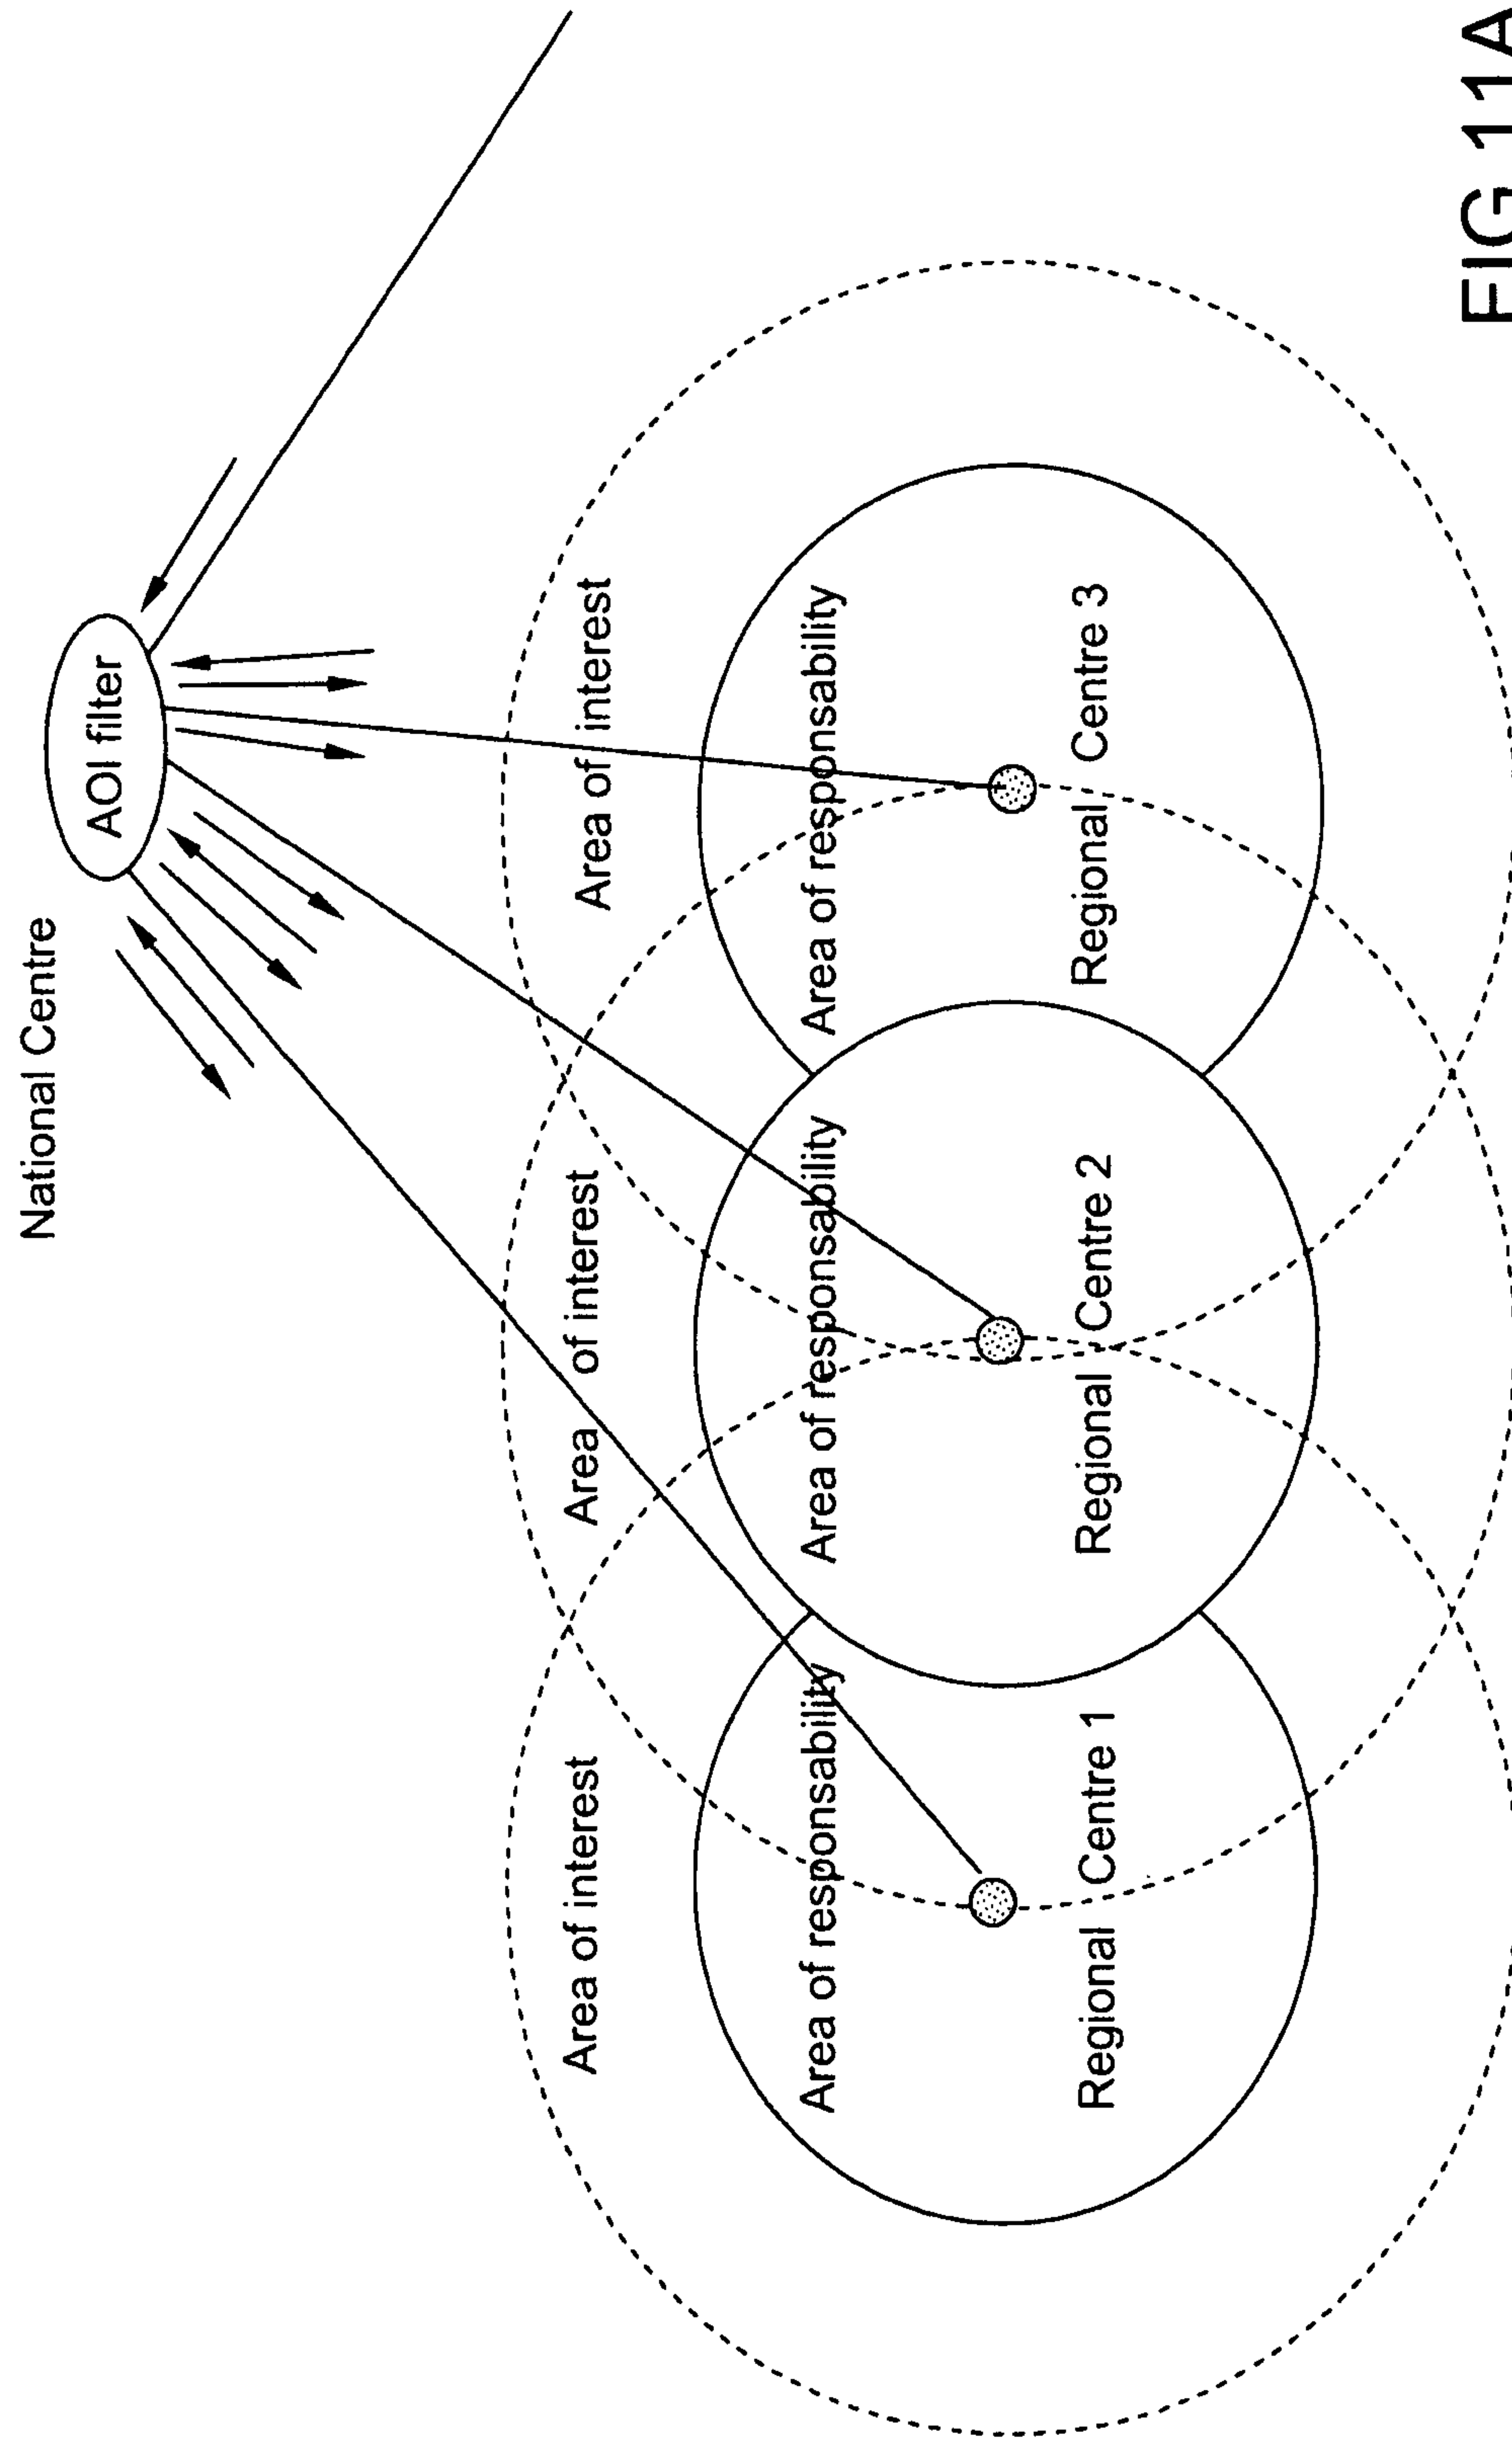 National Centre
AOI filter
Area of interest
Area of interest
Area of interest
Area of responsability
Area of responsability
Area of responsability
Regional Centre 1
Regional Centre 2
Regional Centre 3
FIG 11A